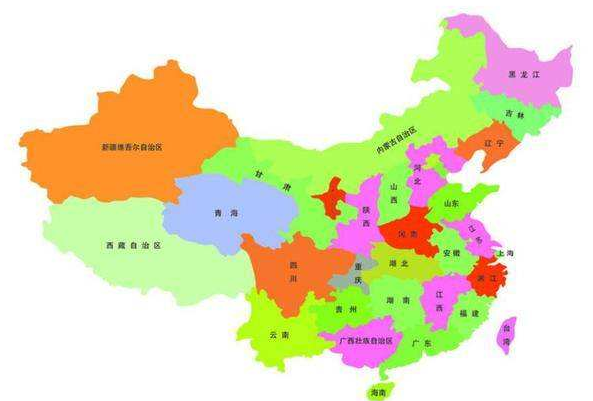 黑龙江
吉林
辽宁
内蒙古自治区
新疆维吾尔自治区
河北
山西
山东
甘肃
陕西
青海
河南
江苏
西藏自治区
安徽
上海
四川
重庆
湖北
浙江
湖南
江西
贵州
福建
云南
广西壮族自治区
广东
台湾
海南